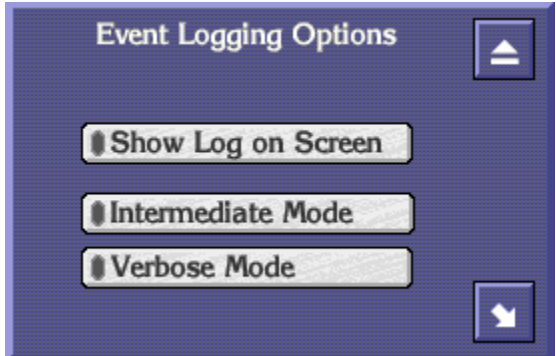 Event Logging Options
Show Log on Screen
Intermediate Mode
Verbose Mode